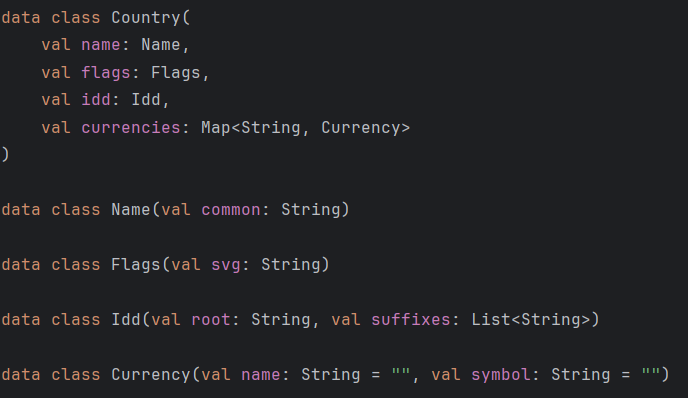 data class Country(
    val name: Name,
    val flags: Flags,
    val idd: Idd,
    val currencies: Map<String, Currency>
)
data class Name(val common: String)
data class Flags(val svg: String)
data class Idd(val root: String, val suffixes: List<String>)
data class Currency(val name: String = "", val symbol: String = "")